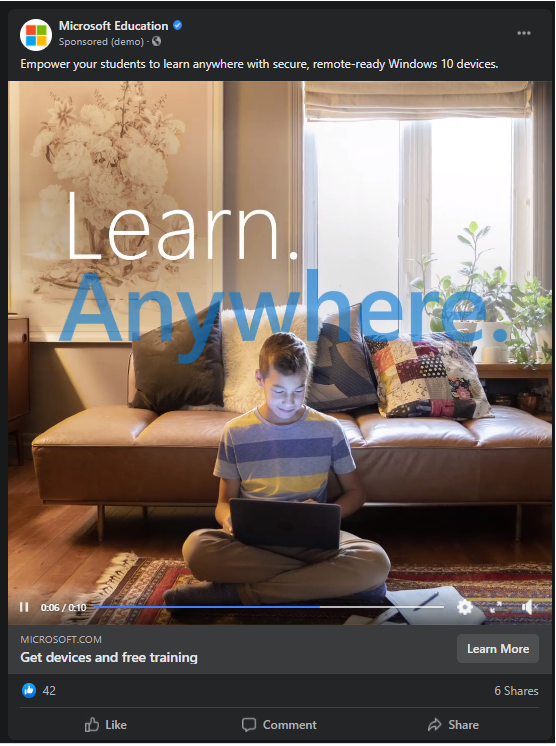 Microsoft Education
Sponsored (demo) ·
Empower your students to learn anywhere with secure, remote-ready Windows 10 devices.
Learn.
Anywhere.
0:06 / 0:10
MICROSOFT.COM
Get devices and free training
Learn More
42
6 Shares
Like
Comment
Share